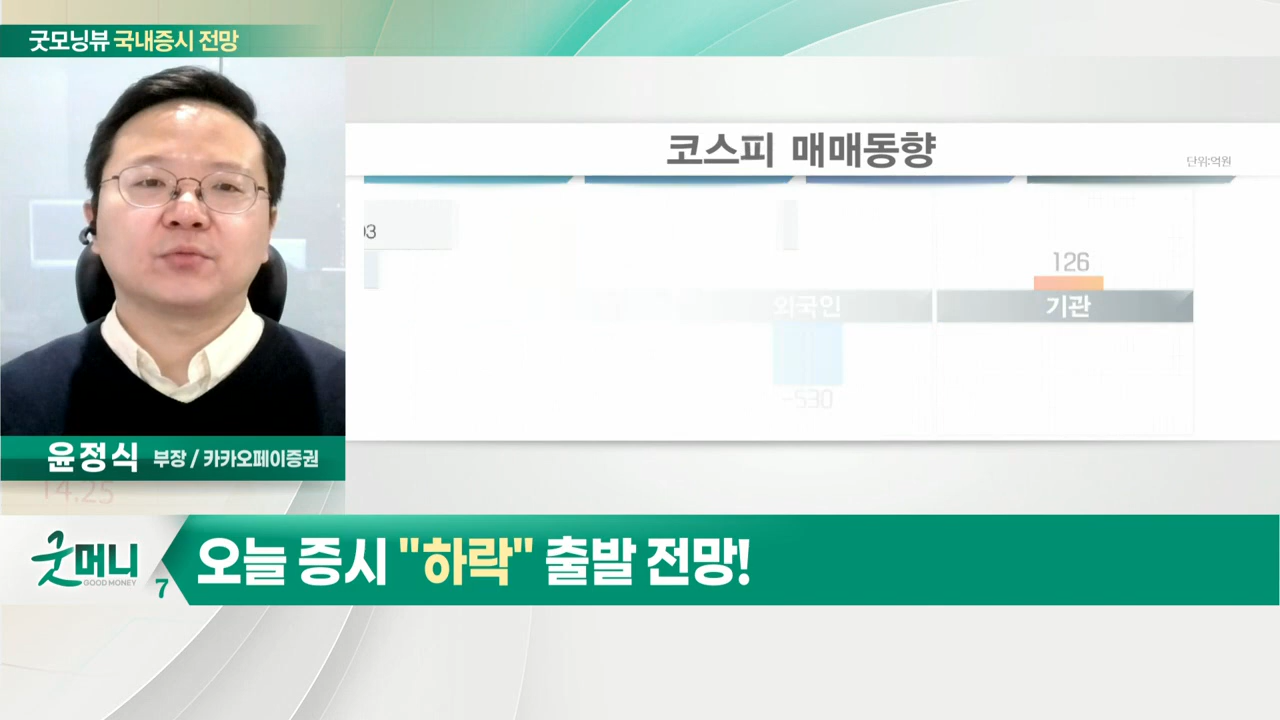 굿모닝뷰 국내증시 전망
코스피 매매동향
단위:억원
126
외국인
기관
-530
윤정식 부장 / 카카오페이증권
14.25
굿머니
GOOD MONEY
7
오늘 증시 "하락" 출발 전망!